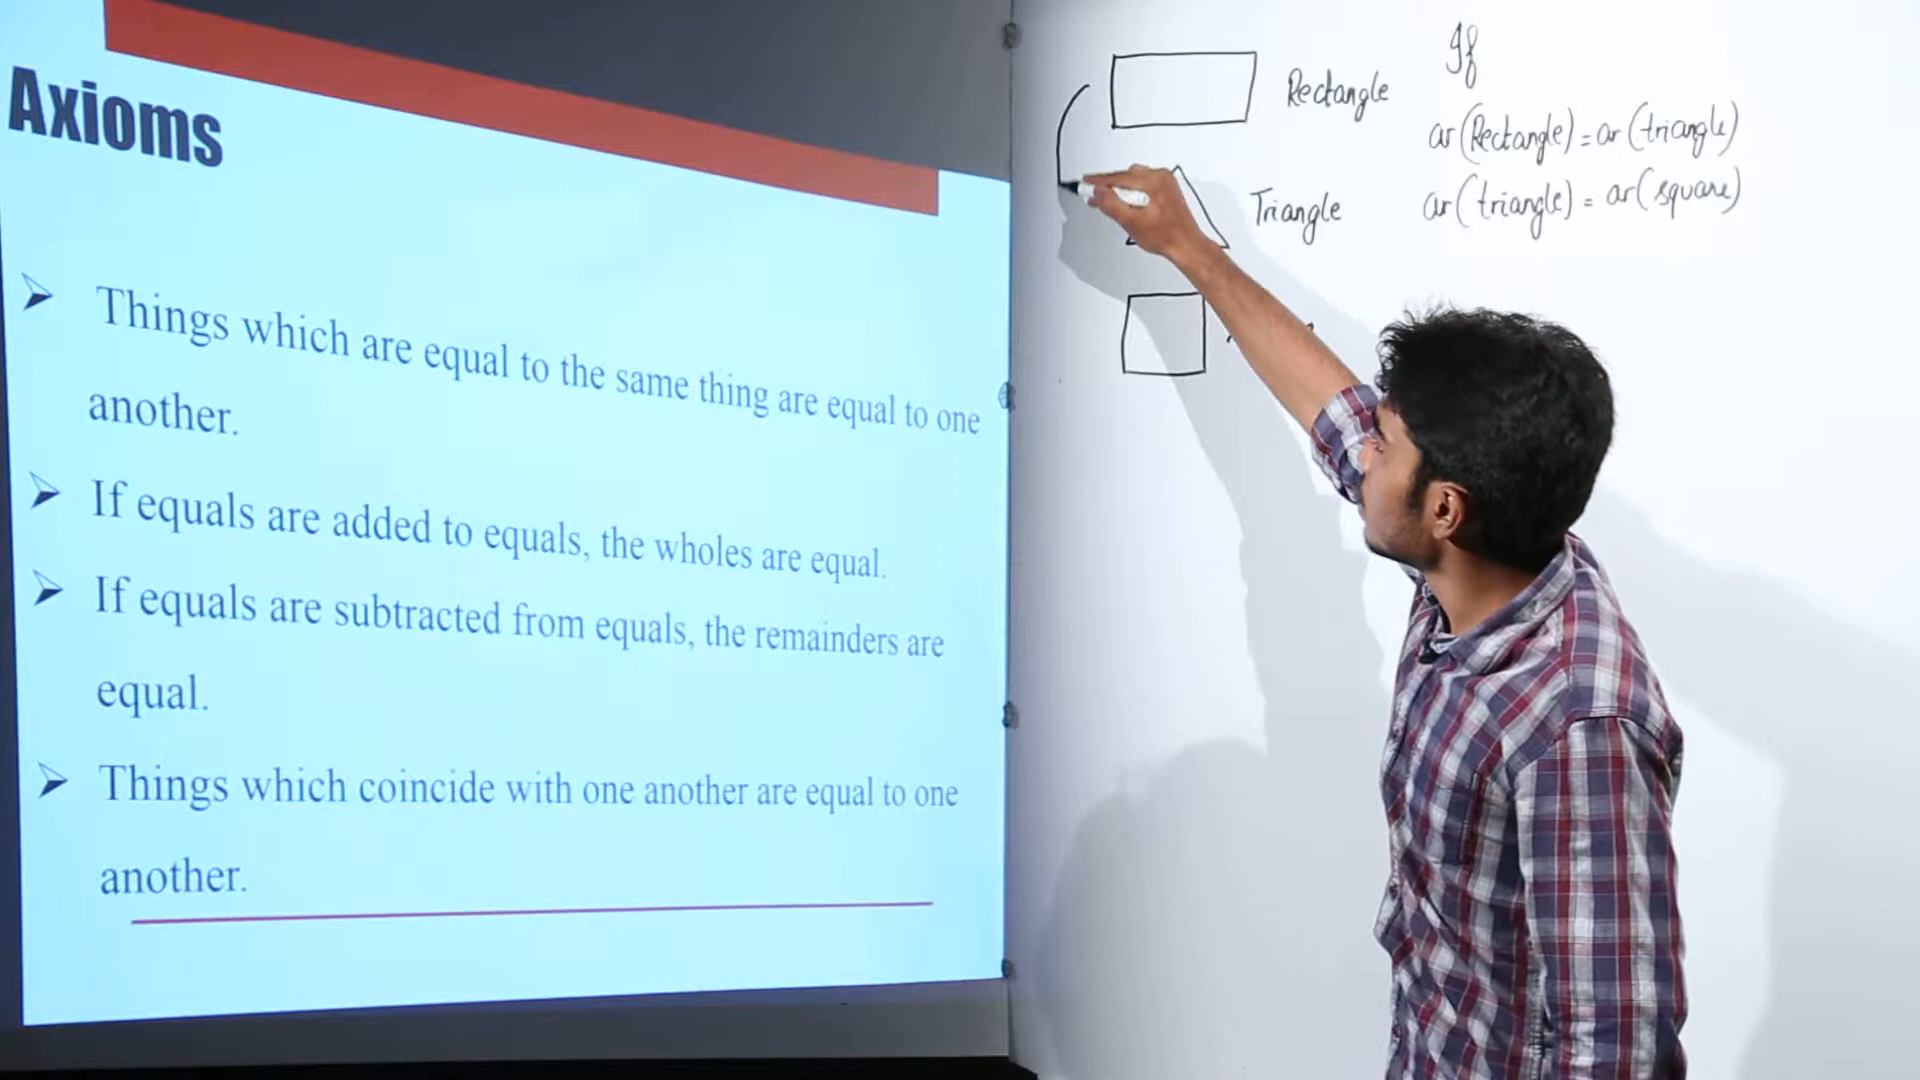 Axioms
Things which are equal to the same thing are equal to one
another.
If equals are added to equals, the wholes are equal.
If equals are subtracted from equals, the remainders are
equal.
Things which coincide with one another are equal to one
another.
Rectangle
Triangle
If
ar(Rectangle) = ar(triangle)
ar(triangle) = ar(square)